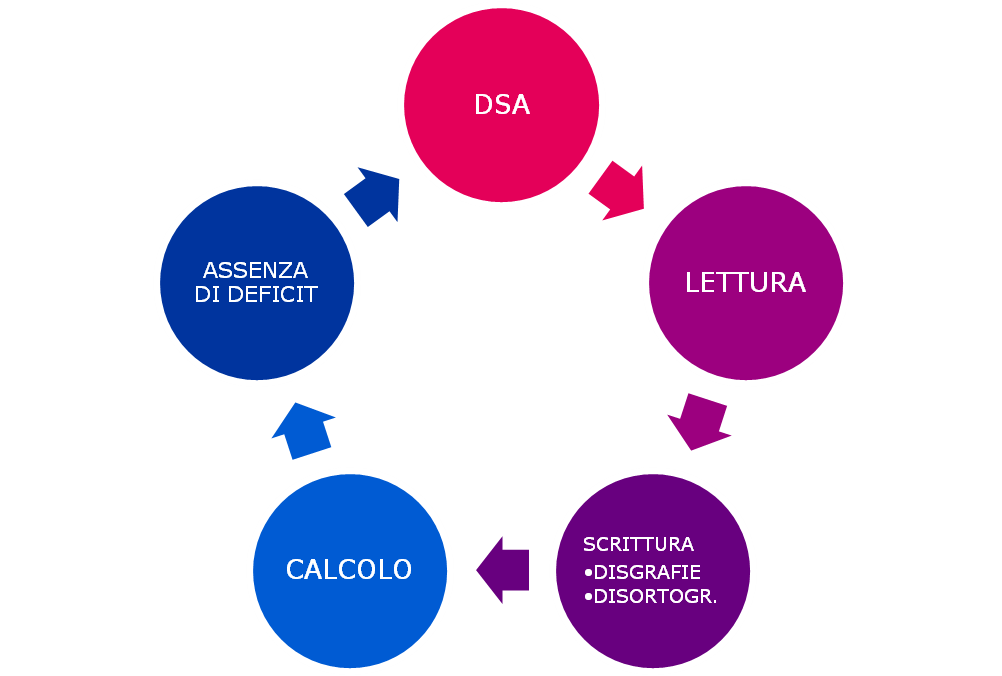 DSA
LETTURA
SCRITTURA
•DISGRAFIE
•DISORTOGR.
CALCOLO
ASSENZA
DI DEFICIT